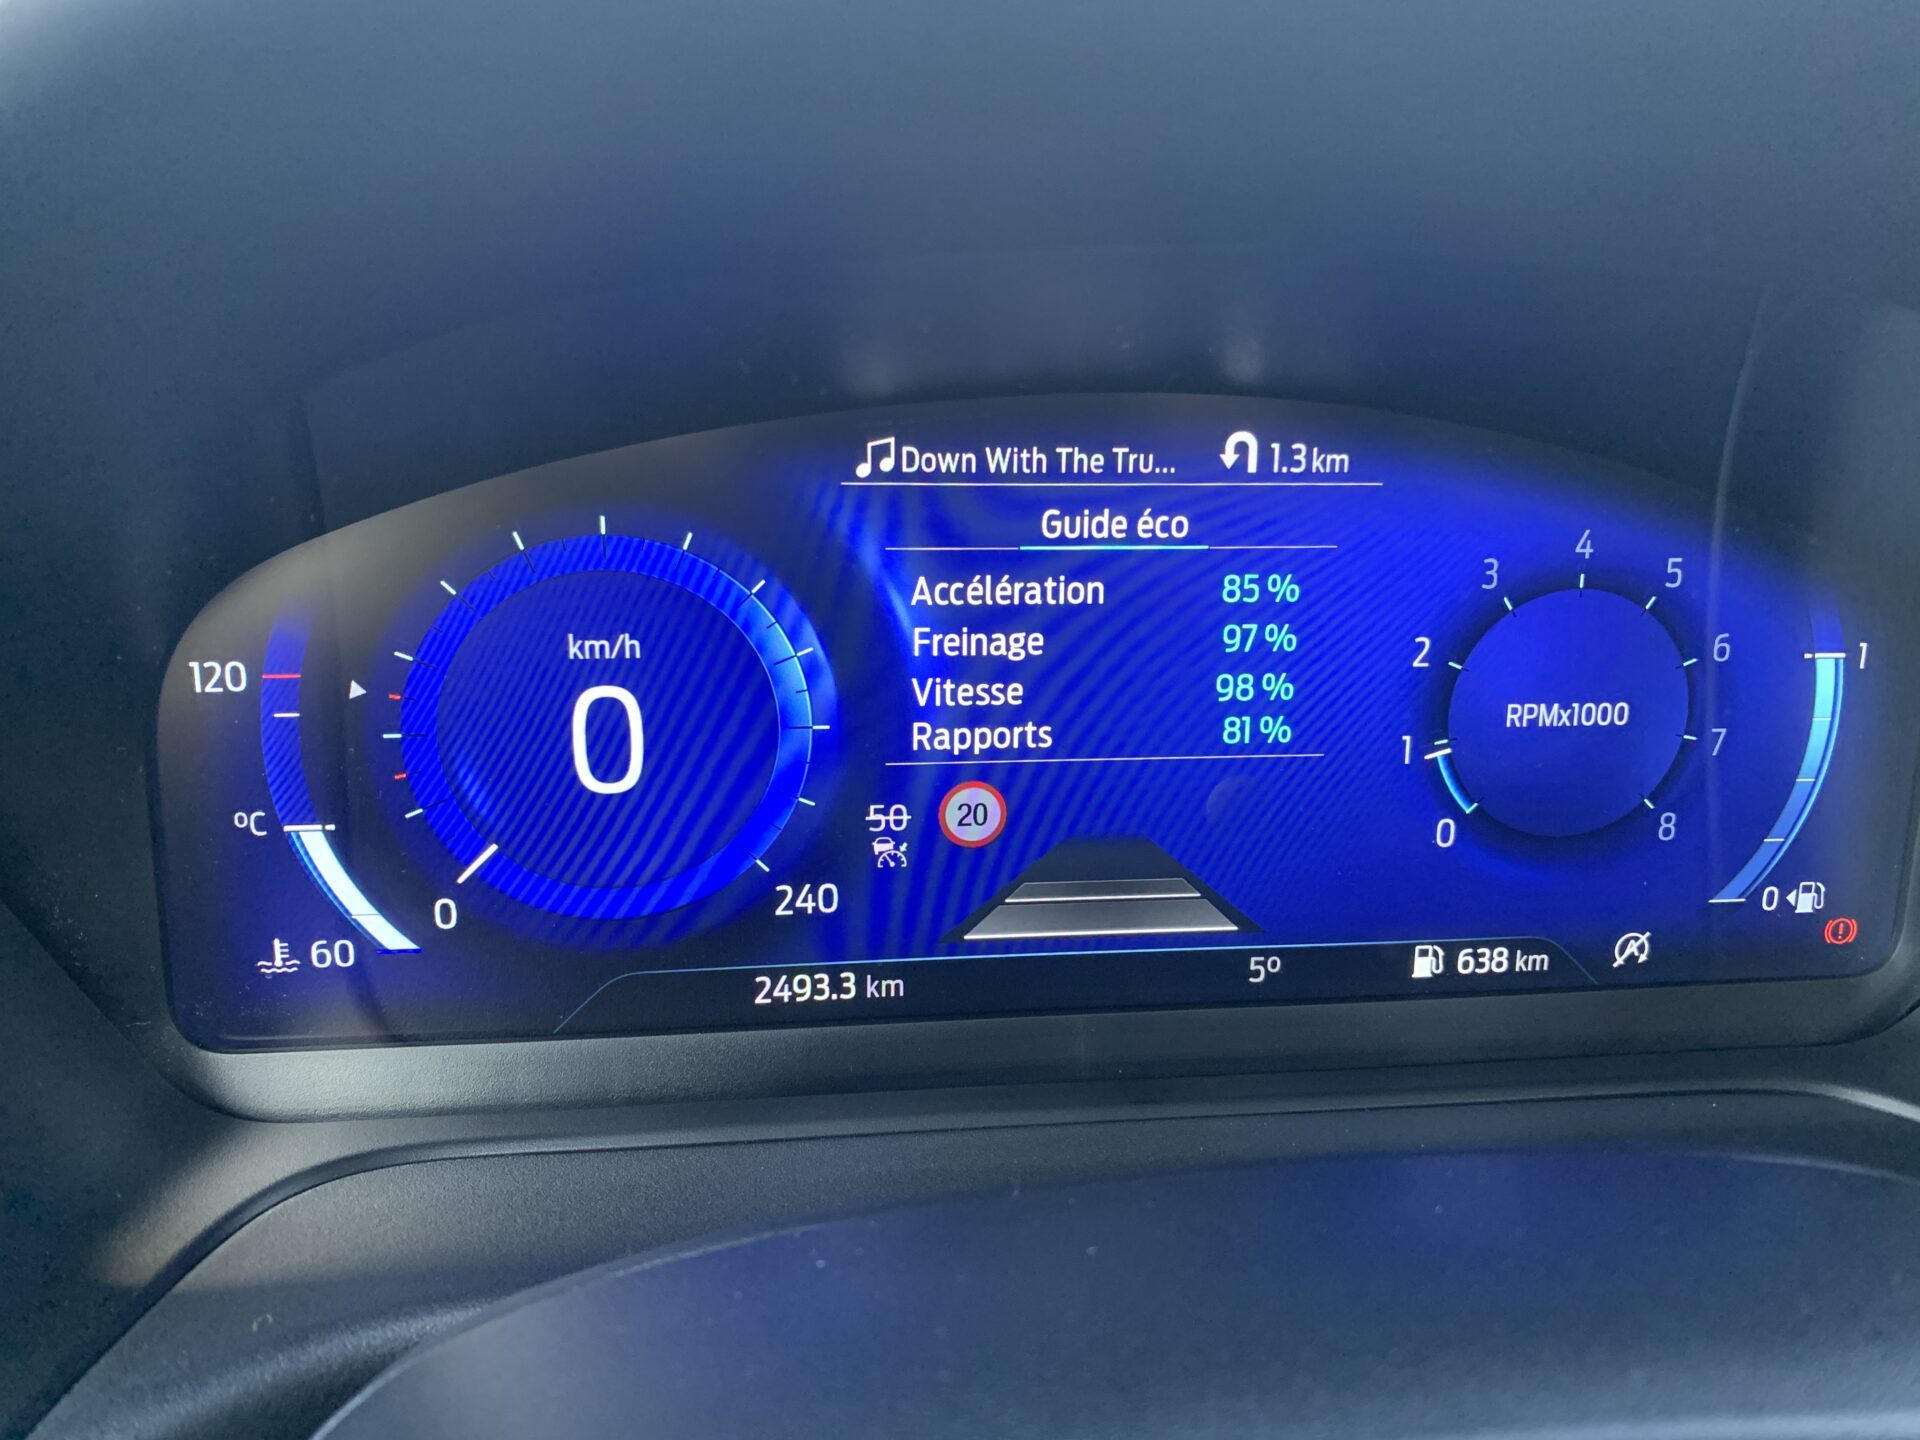 Down With The Tru... 1.3 km
Guide éco
Accélération 85 %
Freinage 97 %
Vitesse 98 %
Rapports 81 %
50
20
120
ºC
60
km/h
0
0
240
RPMx1000
0
1
2
3
4
5
6
7
8
1
0
2493.3 km
5º
638 km